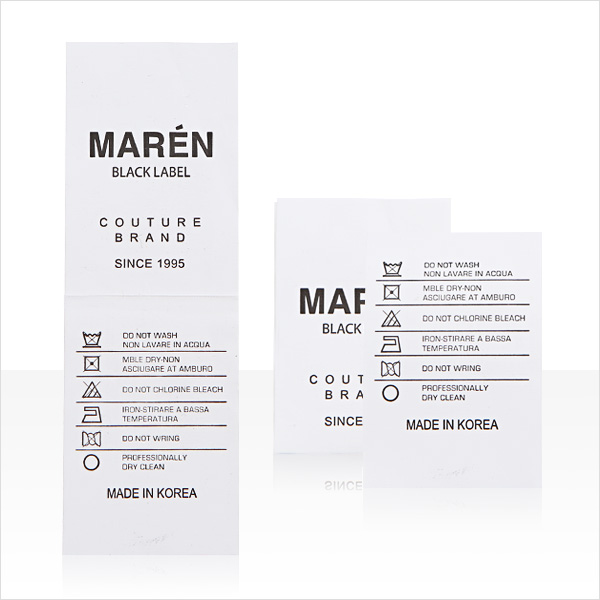 MARÉN
BLACK LABEL
COUTURE
BRAND
SINCE 1995
DO NOT WASH
NON LAVARE IN ACQUA
MBLE DRY-NON
ASCIUGARE AT AMBURO
DO NOT CHLORINE BLEACH
IRON-STIRARE A BASSA
TEMPERATURA
DO NOT WRING
PROFESSIONALLY
DRY CLEAN
MADE IN KOREA
MAR
BLACK
COUT
BRA
SINCE
DO NOT WASH
NON LAVARE IN ACQUA
MBLE DRY-NON
ASCIUGARE AT AMBURO
DO NOT CHLORINE BLEACH
IRON-STIRARE A BASSA
TEMPERATURA
DO NOT WRING
PROFESSIONALLY
DRY CLEAN
MADE IN KOREA